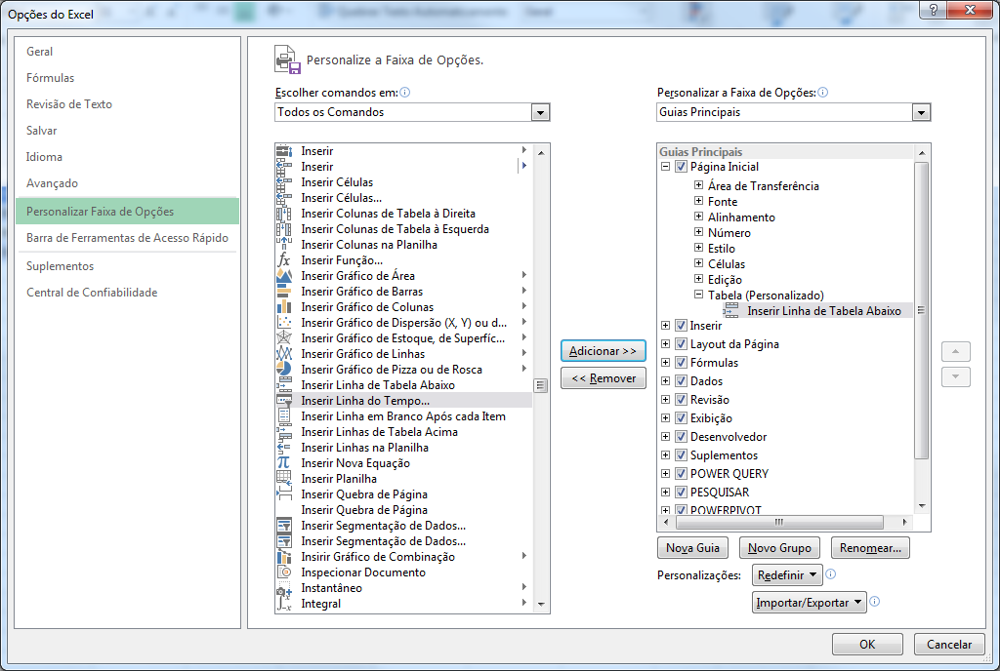 Opções do Excel
Geral
Fórmulas
Revisão de Texto
Salvar
Idioma
Avançado
Personalizar Faixa de Opções
Barra de Ferramentas de Acesso Rápido
Suplementos
Central de Confiabilidade
Personalize a Faixa de Opções.
Escolher comandos em:
Todos os Comandos
Inserir
Inserir
Inserir Células
Inserir Células...
Inserir Colunas de Tabela à Direita
Inserir Colunas de Tabela à Esquerda
Inserir Colunas na Planilha
Inserir Função...
Inserir Gráfico de Área
Inserir Gráfico de Barras
Inserir Gráfico de Colunas
Inserir Gráfico de Dispersão (X, Y) ou d...
Inserir Gráfico de Estoque, de Superfíc...
Inserir Gráfico de Linhas
Inserir Gráfico de Pizza ou de Rosca
Inserir Linha de Tabela Abaixo
Inserir Linha do Tempo...
Inserir Linha em Branco Após cada Item
Inserir Linhas de Tabela Acima
Inserir Linhas na Planilha
Inserir Nova Equação
Inserir Planilha
Inserir Quebra de Página
Inserir Quebra de Página
Inserir Segmentação de Dados...
Inserir Segmentação de Dados...
Insirir Gráfico de Combinação
Inspecionar Documento
Instantâneo
Integral
Adicionar >>
<< Remover
Personalizar a Faixa de Opções:
Guias Principais
Guias Principais
Página Inicial
Área de Transferência
Fonte
Alinhamento
Número
Estilo
Células
Edição
Tabela (Personalizado)
Inserir Linha de Tabela Abaixo
Inserir
Layout da Página
Fórmulas
Dados
Revisão
Exibição
Desenvolvedor
Suplementos
POWER QUERY
PESQUISAR
POWERPIVOT
Nova Guia
Novo Grupo
Renomear...
Personalizações:
Redefinir
Importar/Exportar
OK
Cancelar